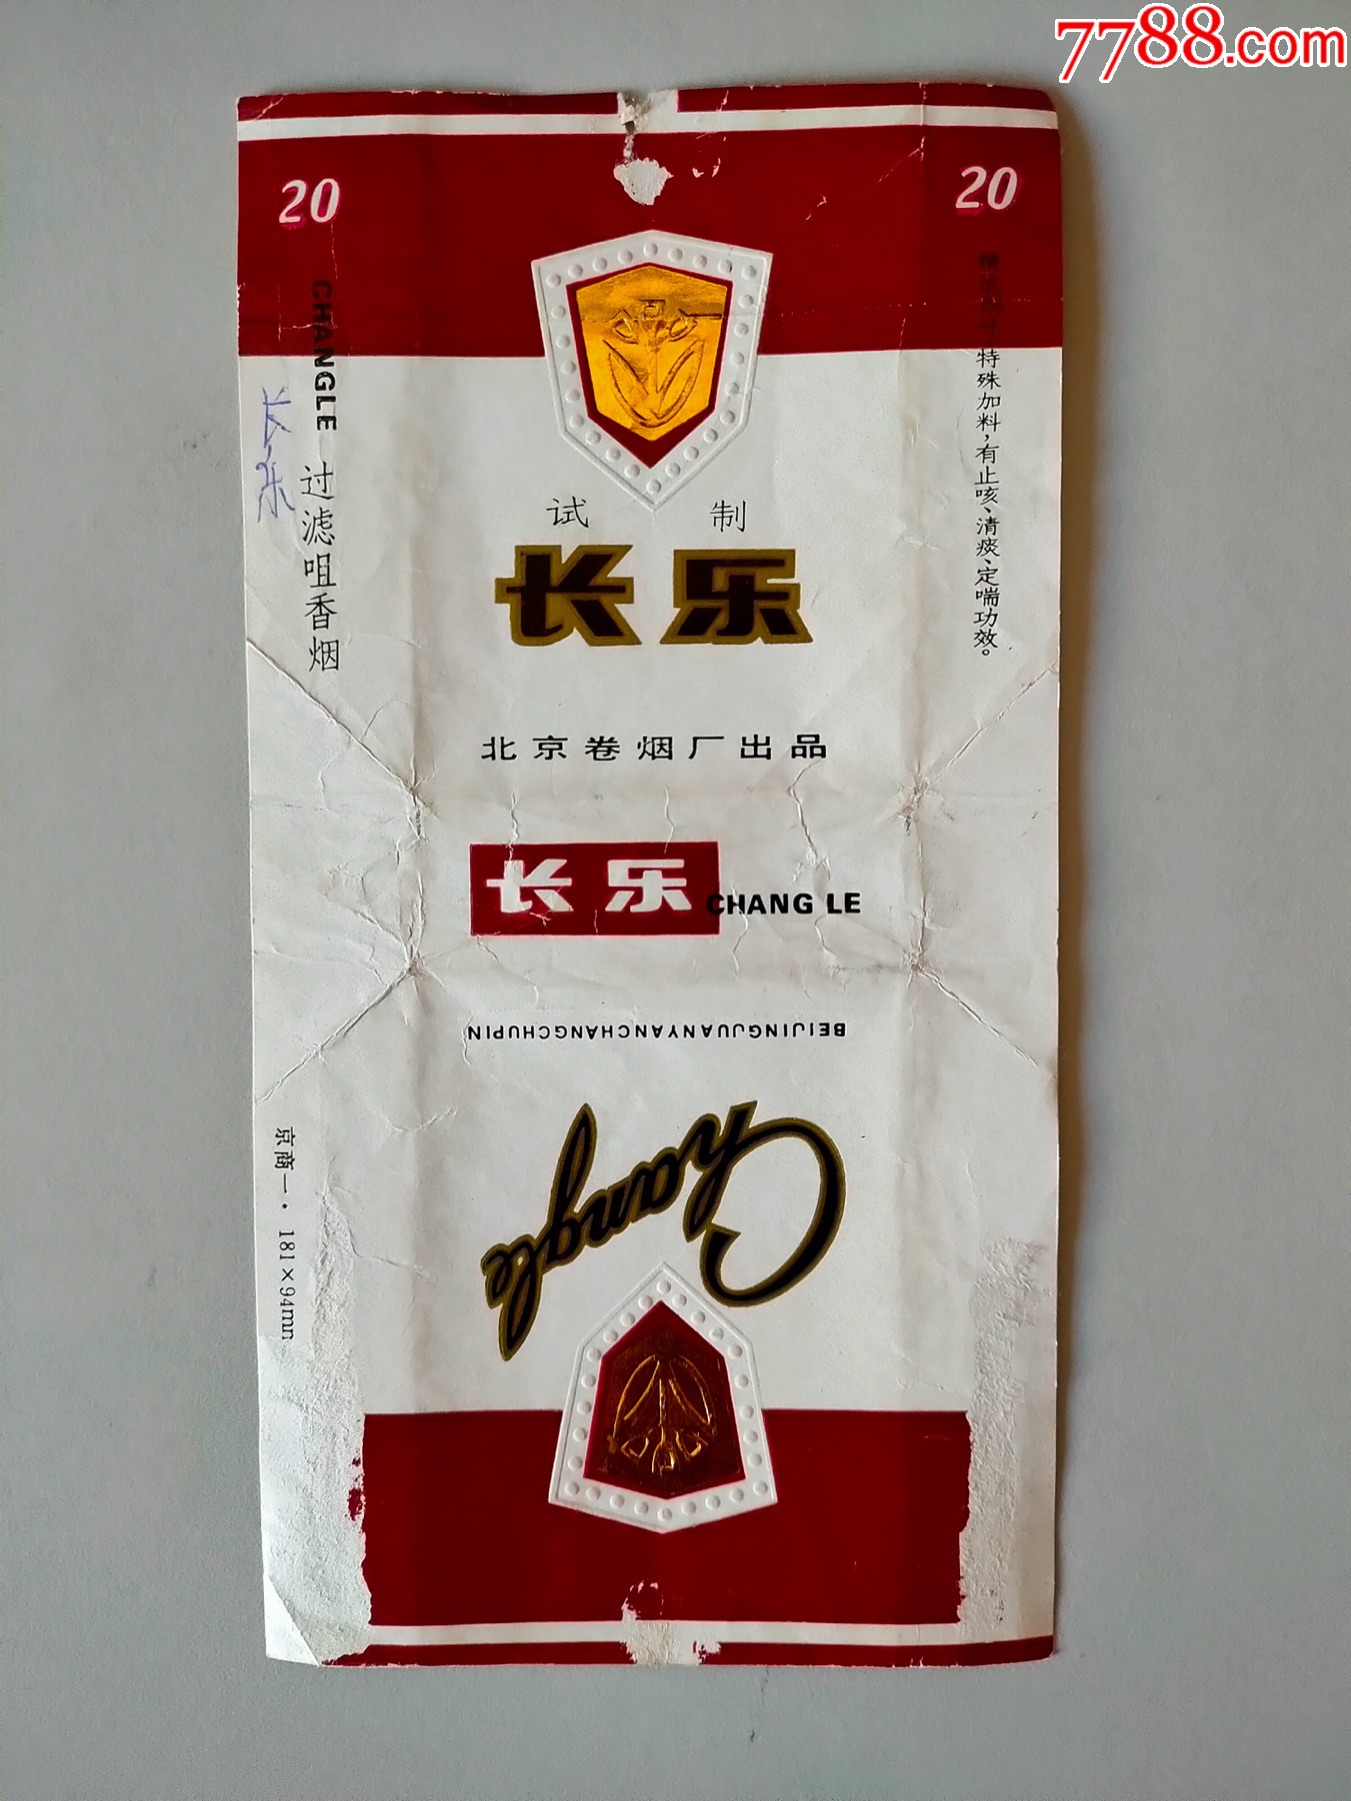 7788.com
20
20
CHANGLE 过滤咀香烟
长乐
特殊加料，有止咳、清痰、定喘功效。
试制
长乐
北京卷烟厂出品
长乐 CHANG LE
BEIJINGJUANYANCHANGCHUPIN
Changle
京商一·181×94mm